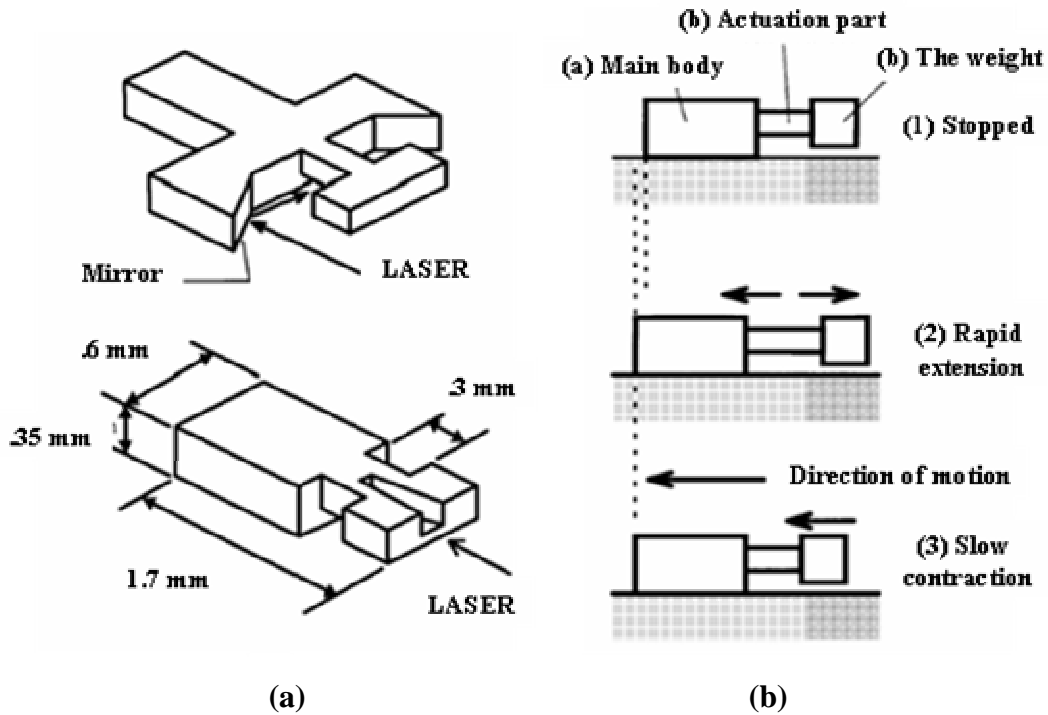 Mirror
LASER
.6 mm
.35 mm
.3 mm
1.7 mm
LASER
(a)
(b) Actuation part
(a) Main body
(b) The weight
(1) Stopped
(2) Rapid
extension
Direction of motion
(3) Slow
contraction
(b)